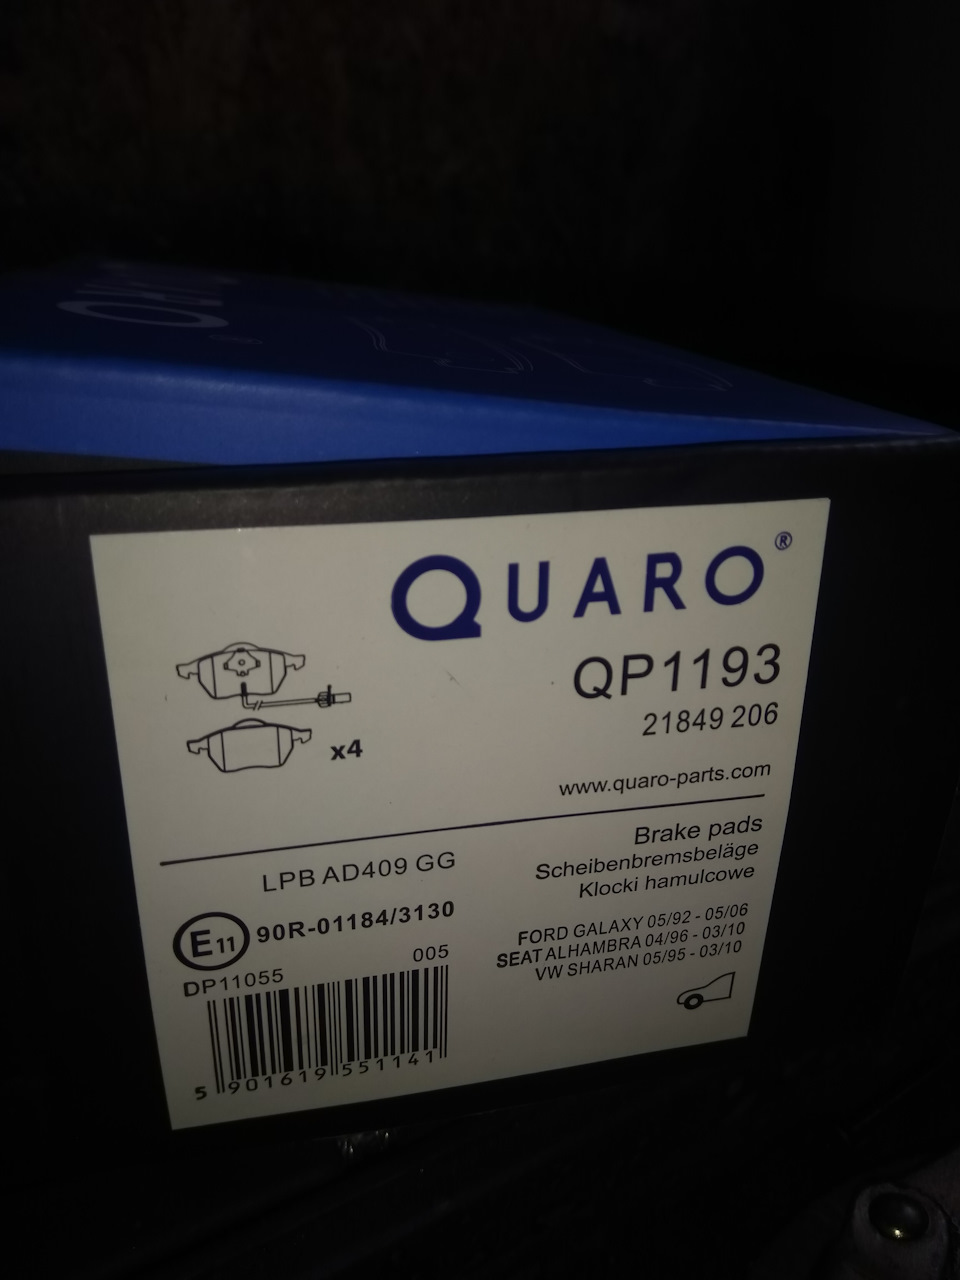 QUARO®
QP1193
21849 206
x4
www.quaro-parts.com
LPB AD409 GG
Brake pads
Scheibenbremsbeläge
Klocki hamulcowe
E11 90R-01184/3130
FORD GALAXY 05/92 - 05/06
SEAT ALHAMBRA 04/96 - 03/10
VW SHARAN 05/95 - 03/10
DP11055 005
5 901619 551141